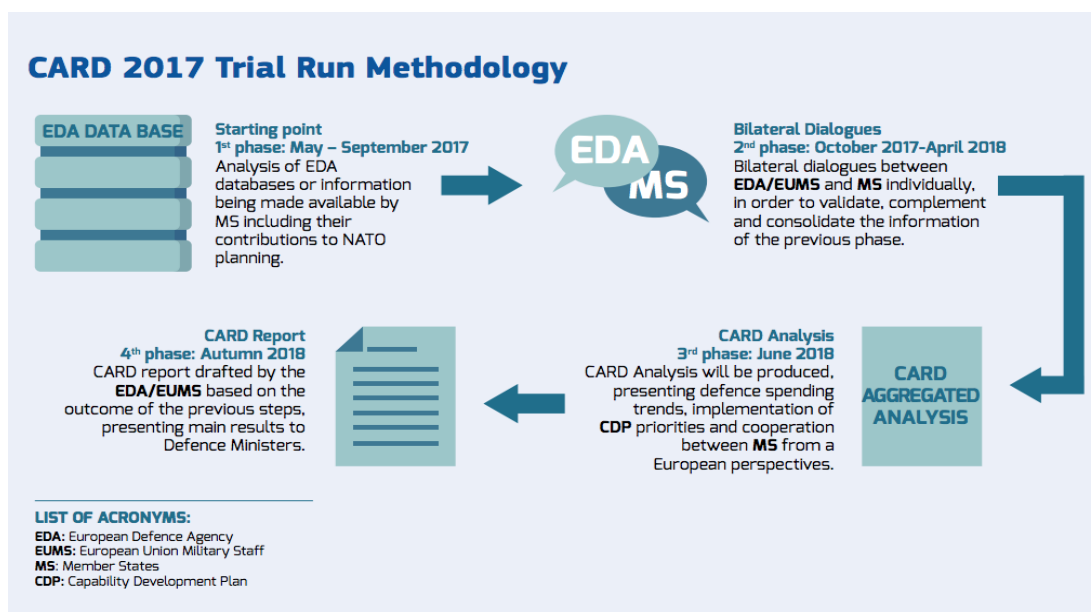 CARD 2017 Trial Run Methodology
EDA DATA BASE
Starting point
1st phase: May – September 2017
Analysis of EDA
databases or information
being made available by
MS including their
contributions to NATO
planning.
EDA
MS
Bilateral Dialogues
2nd phase: October 2017-April 2018
Bilateral dialogues between
EDA/EUMS and MS individually,
in order to validate, complement
and consolidate the information
of the previous phase.
CARD
AGGREGATED
ANALYSIS
CARD Analysis
3rd phase: June 2018
CARD Analysis will be produced,
presenting defence spending
trends, implementation of
CDP priorities and cooperation
between MS from a
European perspectives.
CARD Report
4th phase: Autumn 2018
CARD report drafted by the
EDA/EUMS based on the
outcome of the previous steps,
presenting main results to
Defence Ministers.
LIST OF ACRONYMS:
EDA: European Defence Agency
EUMS: European Union Military Staff
MS: Member States
CDP: Capability Development Plan